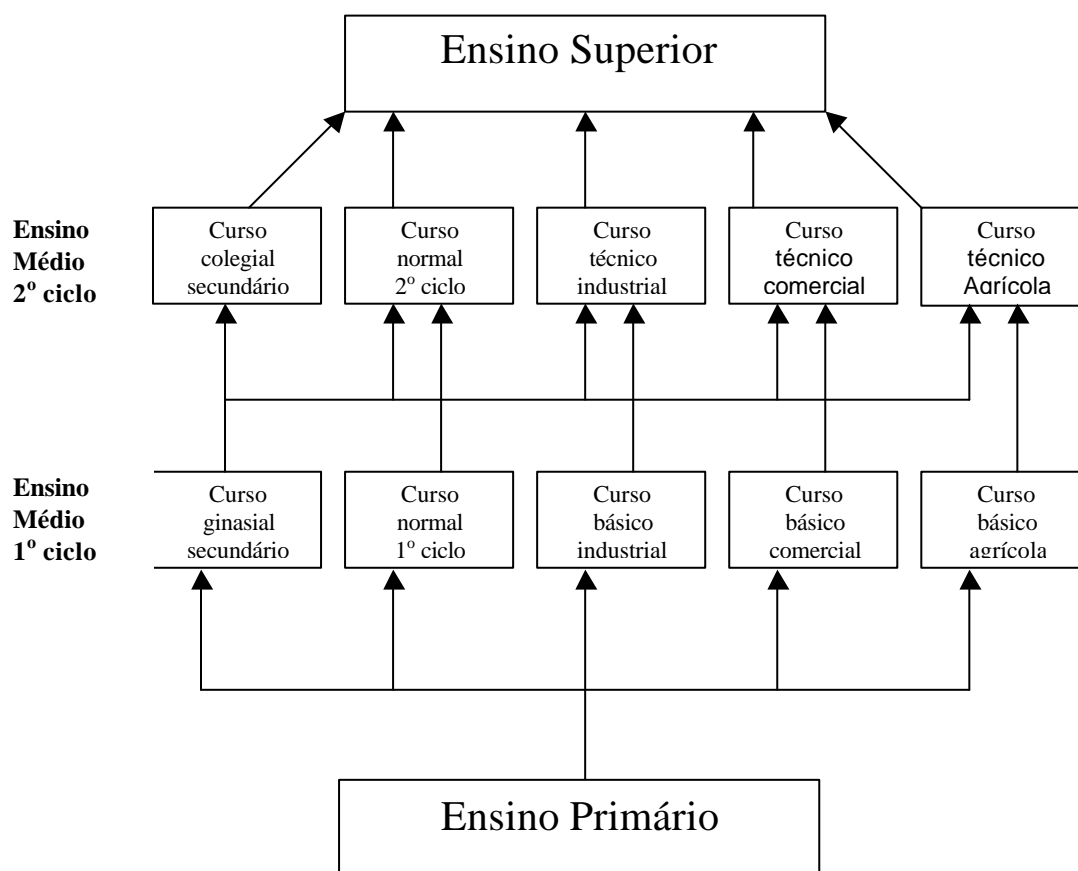 Ensino Superior
Ensino
Médio
2º ciclo
Curso
colegial
secundário
Curso
normal
2º ciclo
Curso
técnico
industrial
Curso
técnico
comercial
Curso
técnico
Agrícola
Ensino
Médio
1º ciclo
Curso
ginasial
secundário
Curso
normal
1º ciclo
Curso
básico
industrial
Curso
básico
comercial
Curso
básico
agrícola
Ensino Primário